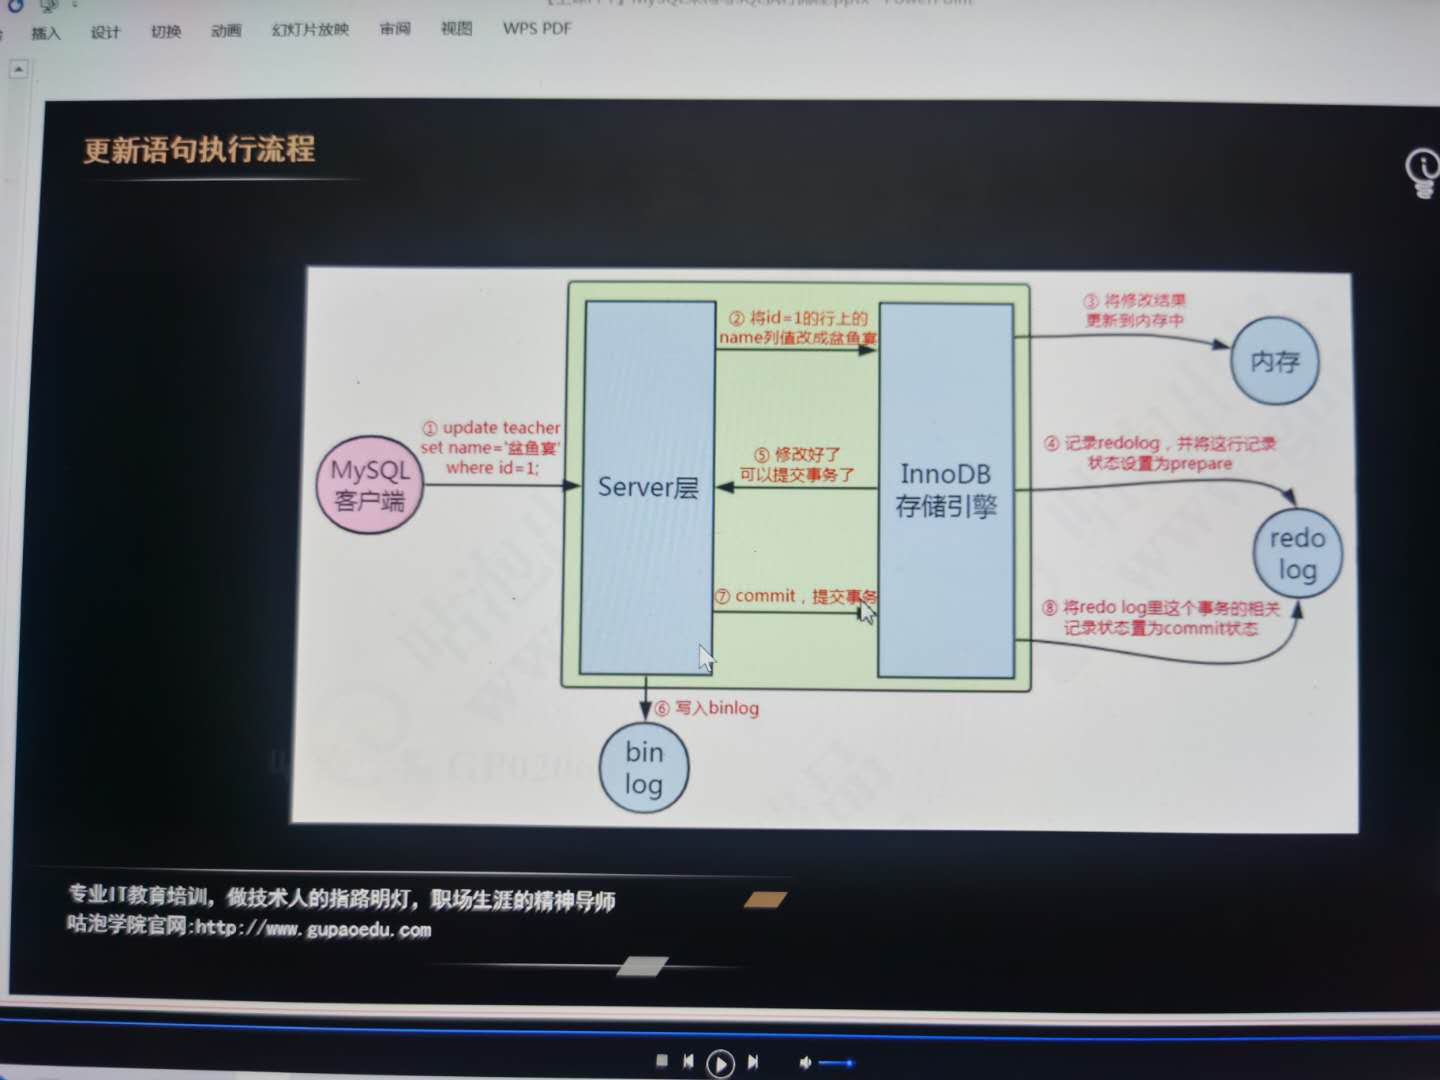 插入 设计 切换 动画 幻灯片放映 审阅 视图 WPS PDF
更新语句执行流程
① update teacher
set name='盆鱼宴'
where id=1;
MySQL
客户端
Server层
② 将id=1的行上的
name列值改成盆鱼宴
⑤ 修改好了
可以提交事务了
⑦ commit，提交事务
InnoDB
存储引擎
③ 将修改结果
更新到内存中
内存
④ 记录redolog，并将这行记录
状态设置为prepare
redo
log
⑧ 将redo log里这个事务的相关
记录状态置为commit状态
⑥ 写入binlog
bin
log
专业IT教育培训，做技术人的指路明灯，职场生涯的精神导师
咕泡学院官网:http://www.gupaoedu.com